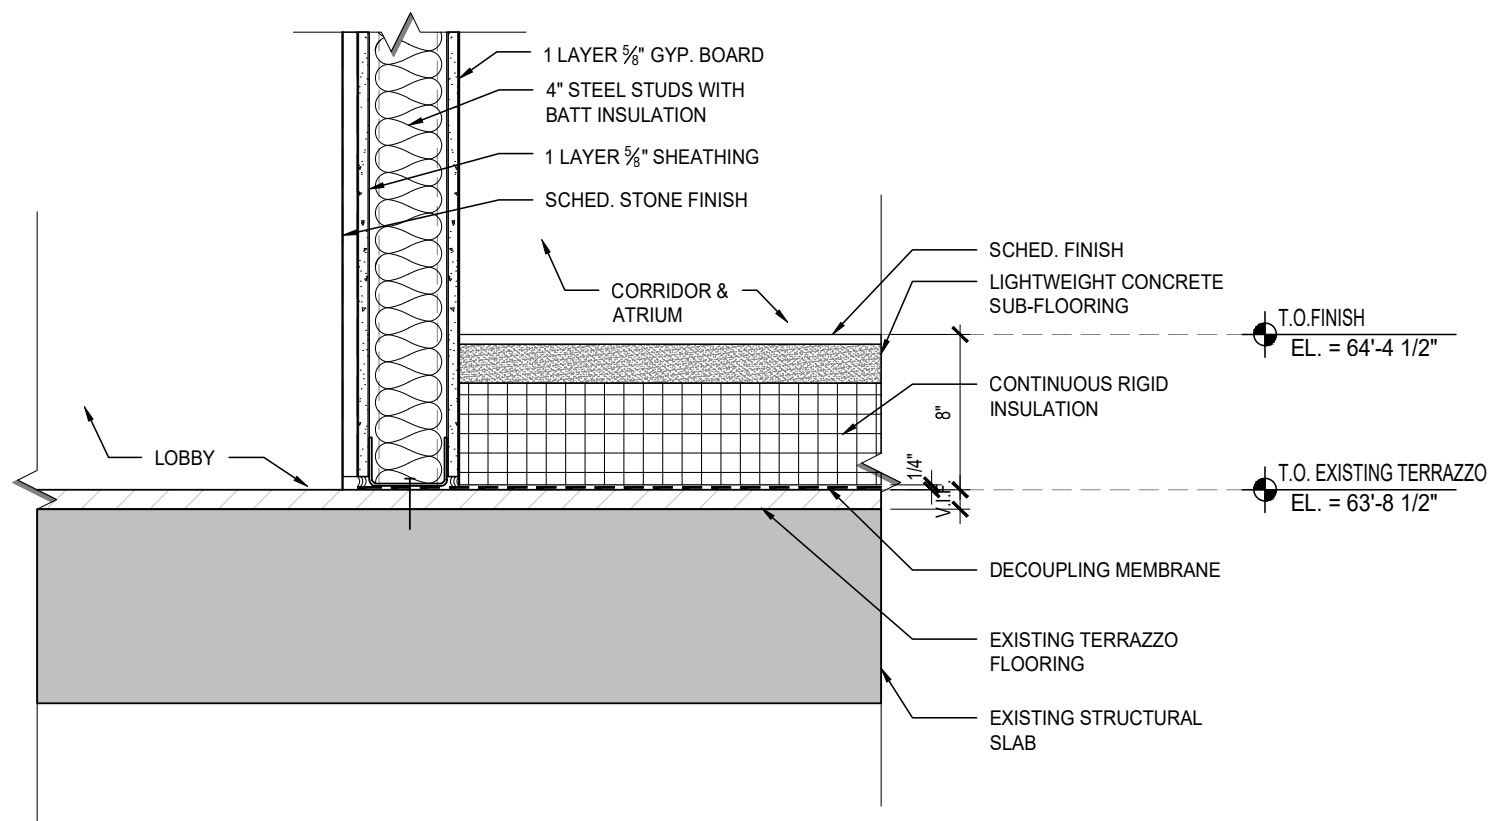 1 LAYER ⅝" GYP. BOARD
4" STEEL STUDS WITH
BATT INSULATION
1 LAYER ⅝" SHEATHING
SCHED. STONE FINISH
CORRIDOR &
ATRIUM
LOBBY
SCHED. FINISH
LIGHTWEIGHT CONCRETE
SUB-FLOORING
T.O.FINISH
EL. = 64'-4 1/2"
CONTINUOUS RIGID
INSULATION
8"
1/4"
V.I.F.
T.O. EXISTING TERRAZZO
EL. = 63'-8 1/2"
DECOUPLING MEMBRANE
EXISTING TERRAZZO
FLOORING
EXISTING STRUCTURAL
SLAB